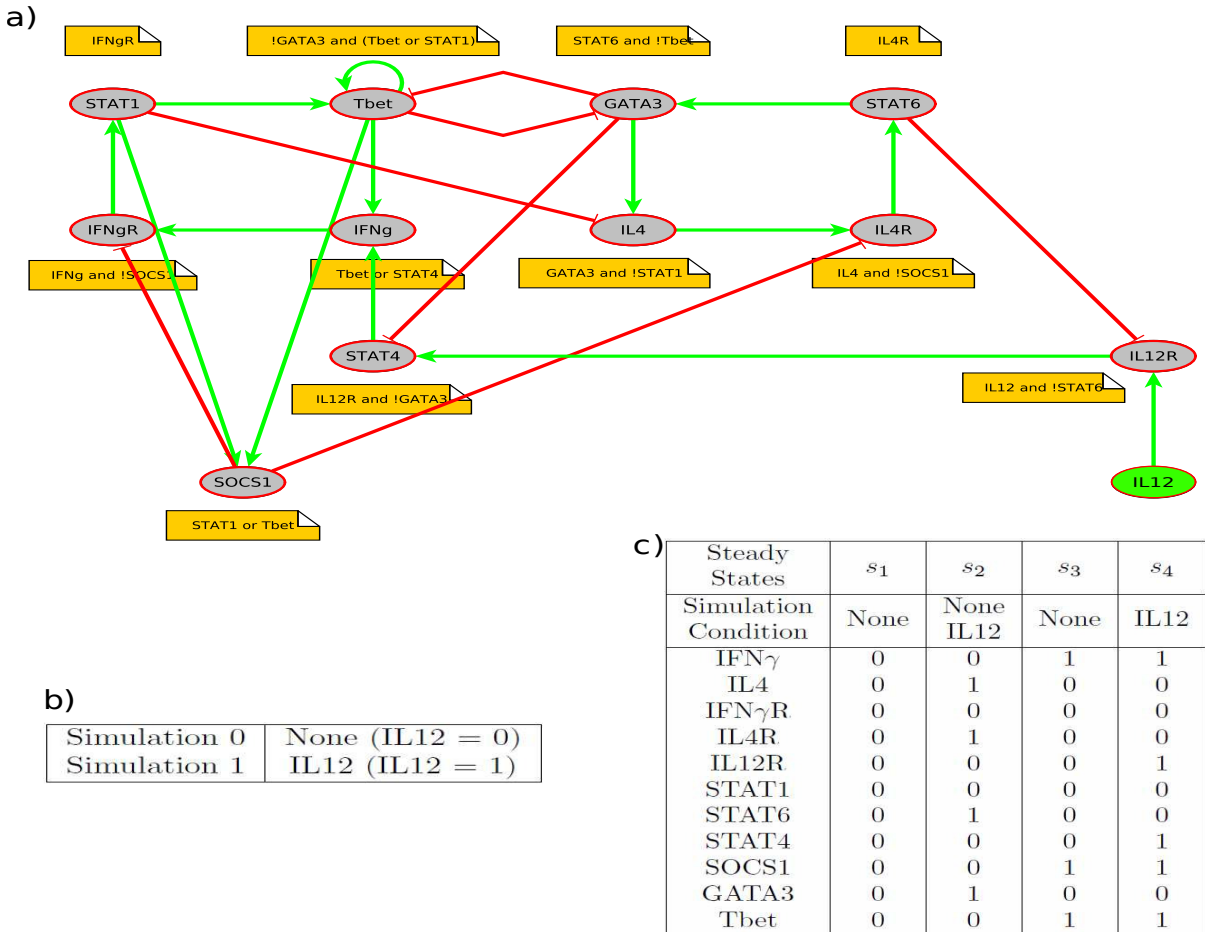 a)
IFNgR
!GATA3 and (Tbet or STAT1)
STAT6 and !Tbet
IL4R
STAT1
Tbet
GATA3
STAT6
IFNgR
IFNg
IL4
IL4R
IFNg and !SOCS1
Tbet or STAT4
GATA3 and !STAT1
IL4 and !SOCS1
STAT4
IL12R
IL12R and !GATA3
IL12 and !STAT6
SOCS1
IL12
STAT1 or Tbet
b)
Simulation 0 None (IL12 = 0)
Simulation 1 IL12 (IL12 = 1)
c)
Steady States s1 s2 s3 s4
Simulation Condition None None IL12 None IL12
IFNγ 0 0 1 1
IL4 0 1 0 0
IFNγR 0 0 0 0
IL4R 0 1 0 0
IL12R 0 0 0 1
STAT1 0 0 0 0
STAT6 0 1 0 0
STAT4 0 0 0 1
SOCS1 0 0 1 1
GATA3 0 1 0 0
Tbet 0 0 1 1